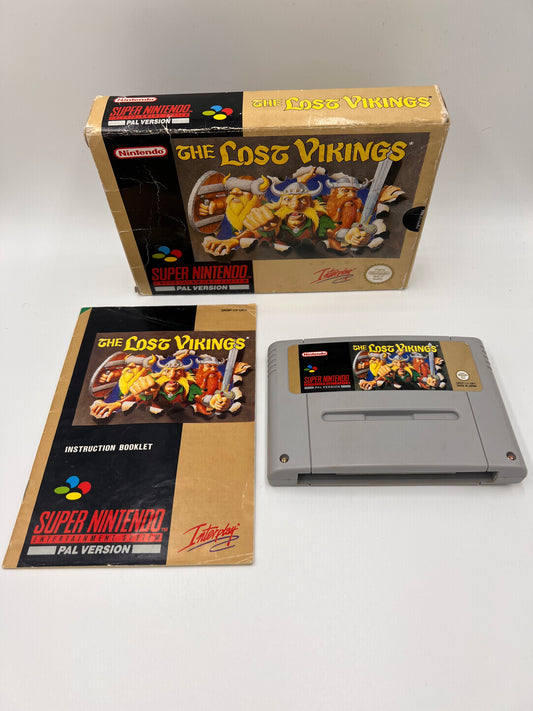 Nintendo
SUPER NINTENDO
ENTERTAINMENT SYSTEM
PAL VERSION
THE LOST VIKINGS
Nintendo
THE LOST VIKINGS
SUPER NINTENDO
ENTERTAINMENT SYSTEM
PAL VERSION
Interplay
THE LOST VIKINGS
INSTRUCTION BOOKLET
SUPER NINTENDO
ENTERTAINMENT SYSTEM
PAL VERSION
Interplay
Nintendo
THE LOST VIKINGS
SUPER NINTENDO
ENTERTAINMENT SYSTEM
PAL VERSION